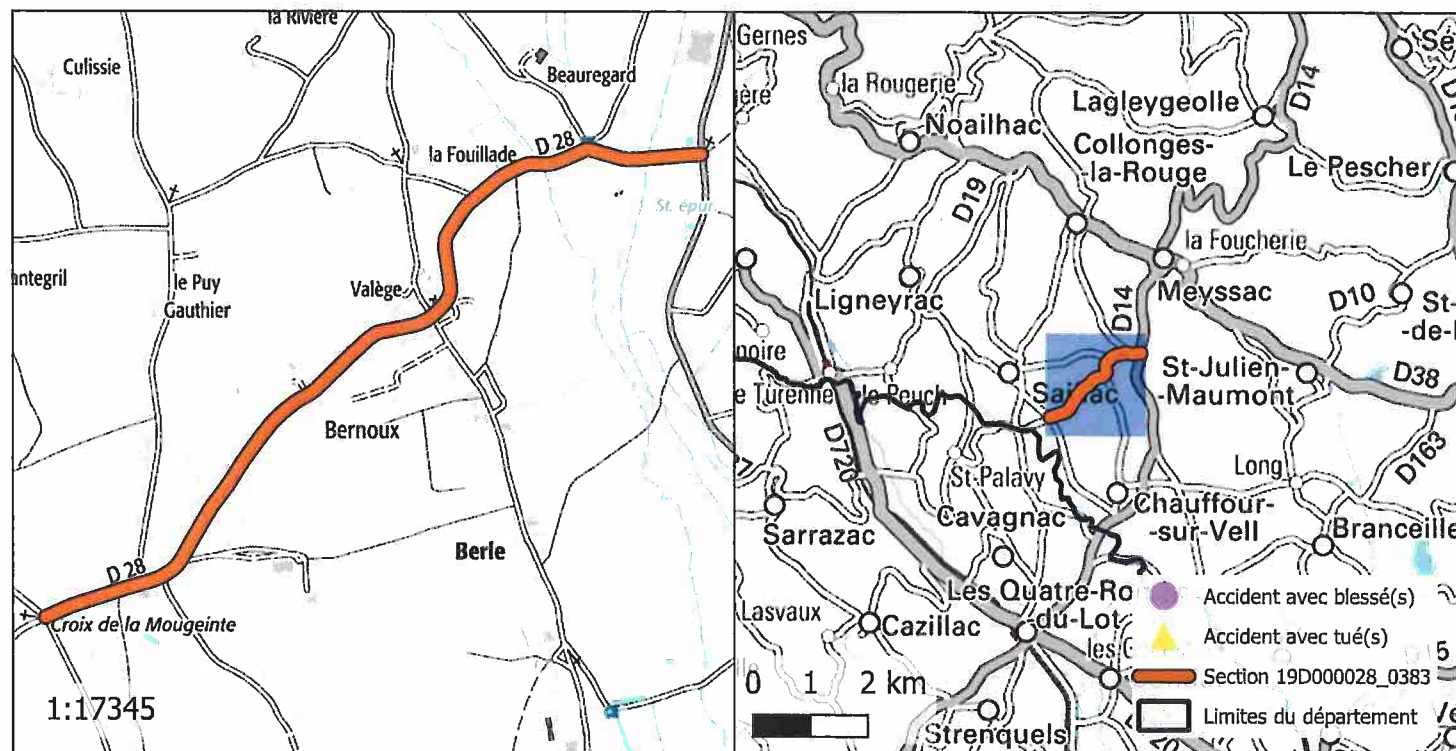 la Rivière
Culissie
Beauregard
la Fouillade
D 28
St. épur
antegril
le Puy
Gauthier
Valège
Bernoux
Berle
D 28
Croix de la Mougeinte
1:17345
Gernes
la Rougerie
Lagleygeolle
D14
Noailhac
Collonges-
-la-Rouge
Le Pescher
D19
la Foucherie
Ligneyrac
Meyssac
D10
D14
noire
Saillac
St-Julien-
-Maumont
D38
e Turenne
le Peuch
D720
D163
St-Palavy
Long
Sarrazac
Cavagnac
Chauffour-
-sur-Vell
Branceille
Les Quatre-Ro
-du-Lot
Lasvaux
Cazillac
Strenquels
0 1 2 km
Accident avec blessé(s)
Accident avec tué(s)
Section 19D000028_0383
Limites du département